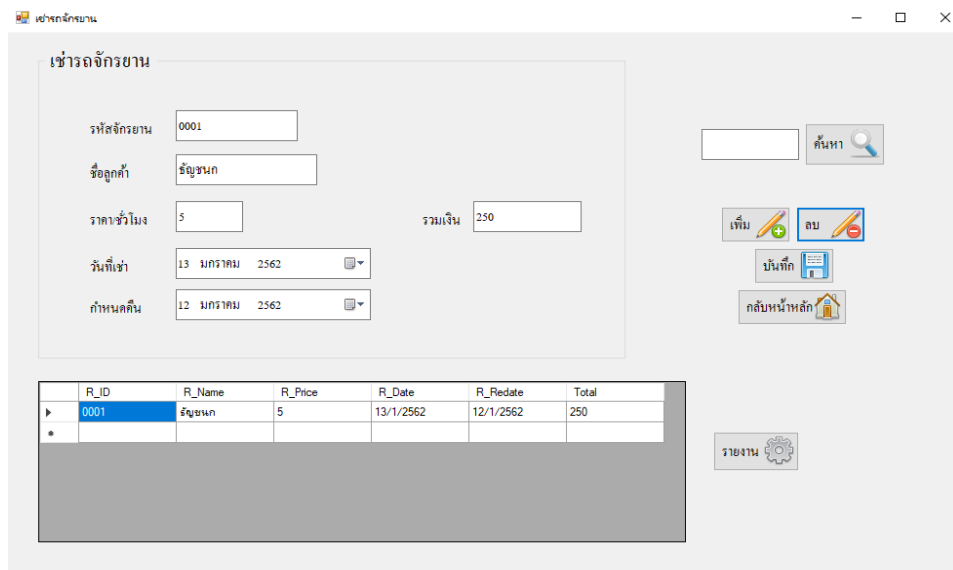 เช่ารถจักรยาน
เช่ารถจักรยาน
รหัสจักรยาน 0001
ค้นหา
ชื่อลูกค้า ธัญชนก
ราคา/ชั่วโมง 5 รวมเงิน 250
เพิ่ม ลบ
วันที่เช่า 13 มกราคม 2562
บันทึก
กำหนดคืน 12 มกราคม 2562
กลับหน้าหลัก
R_ID R_Name R_Price R_Date R_Redate Total
0001 ธัญชนก 5 13/1/2562 12/1/2562 250
รายงาน